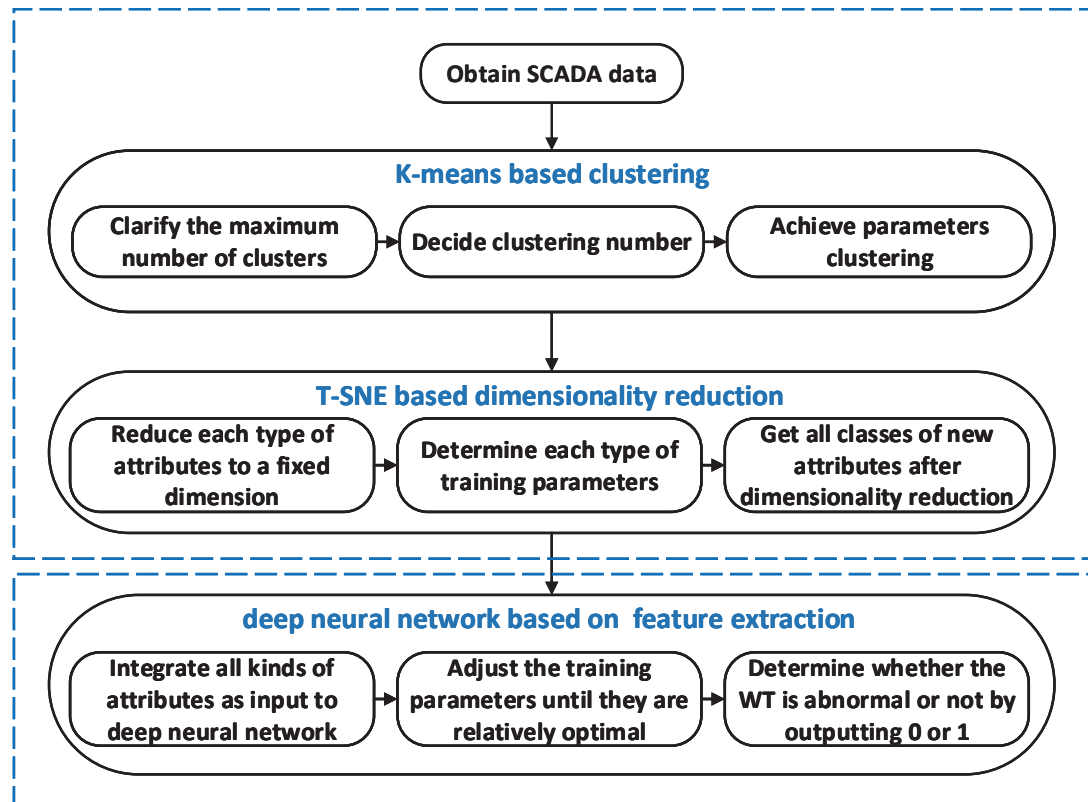 Obtain SCADA data
K-means based clustering
Clarify the maximum
number of clusters
Decide clustering number
Achieve parameters
clustering
T-SNE based dimensionality reduction
Reduce each type of
attributes to a fixed
dimension
Determine each type of
training parameters
Get all classes of new
attributes after
dimensionality reduction
deep neural network based on  feature extraction
Integrate all kinds of
attributes as input to
deep neural network
Adjust the training
parameters until they are
relatively optimal
Determine whether the
WT is abnormal or not by
outputting 0 or 1